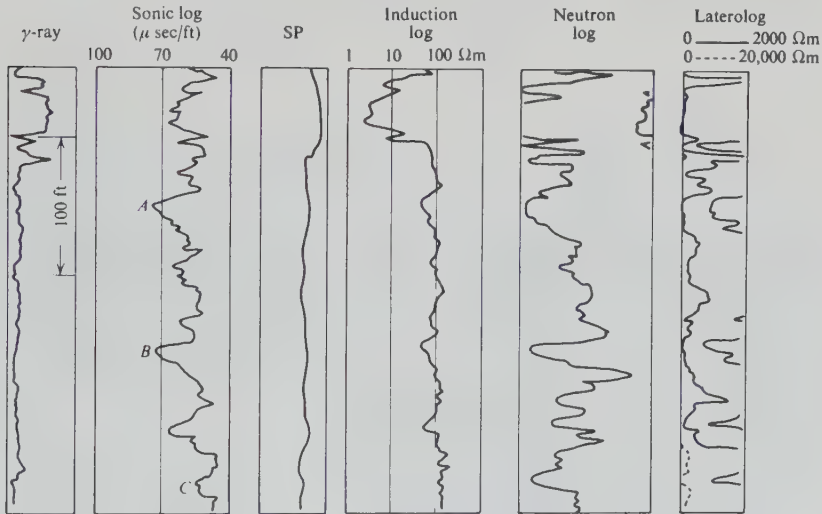 γ-ray
Sonic log
(μ sec/ft)
100 70 40
SP
Induction
log
1 10 100 Ωm
Neutron
log
Laterolog
0 2000 Ωm
0 20,000 Ωm
100 ft
A
B
C